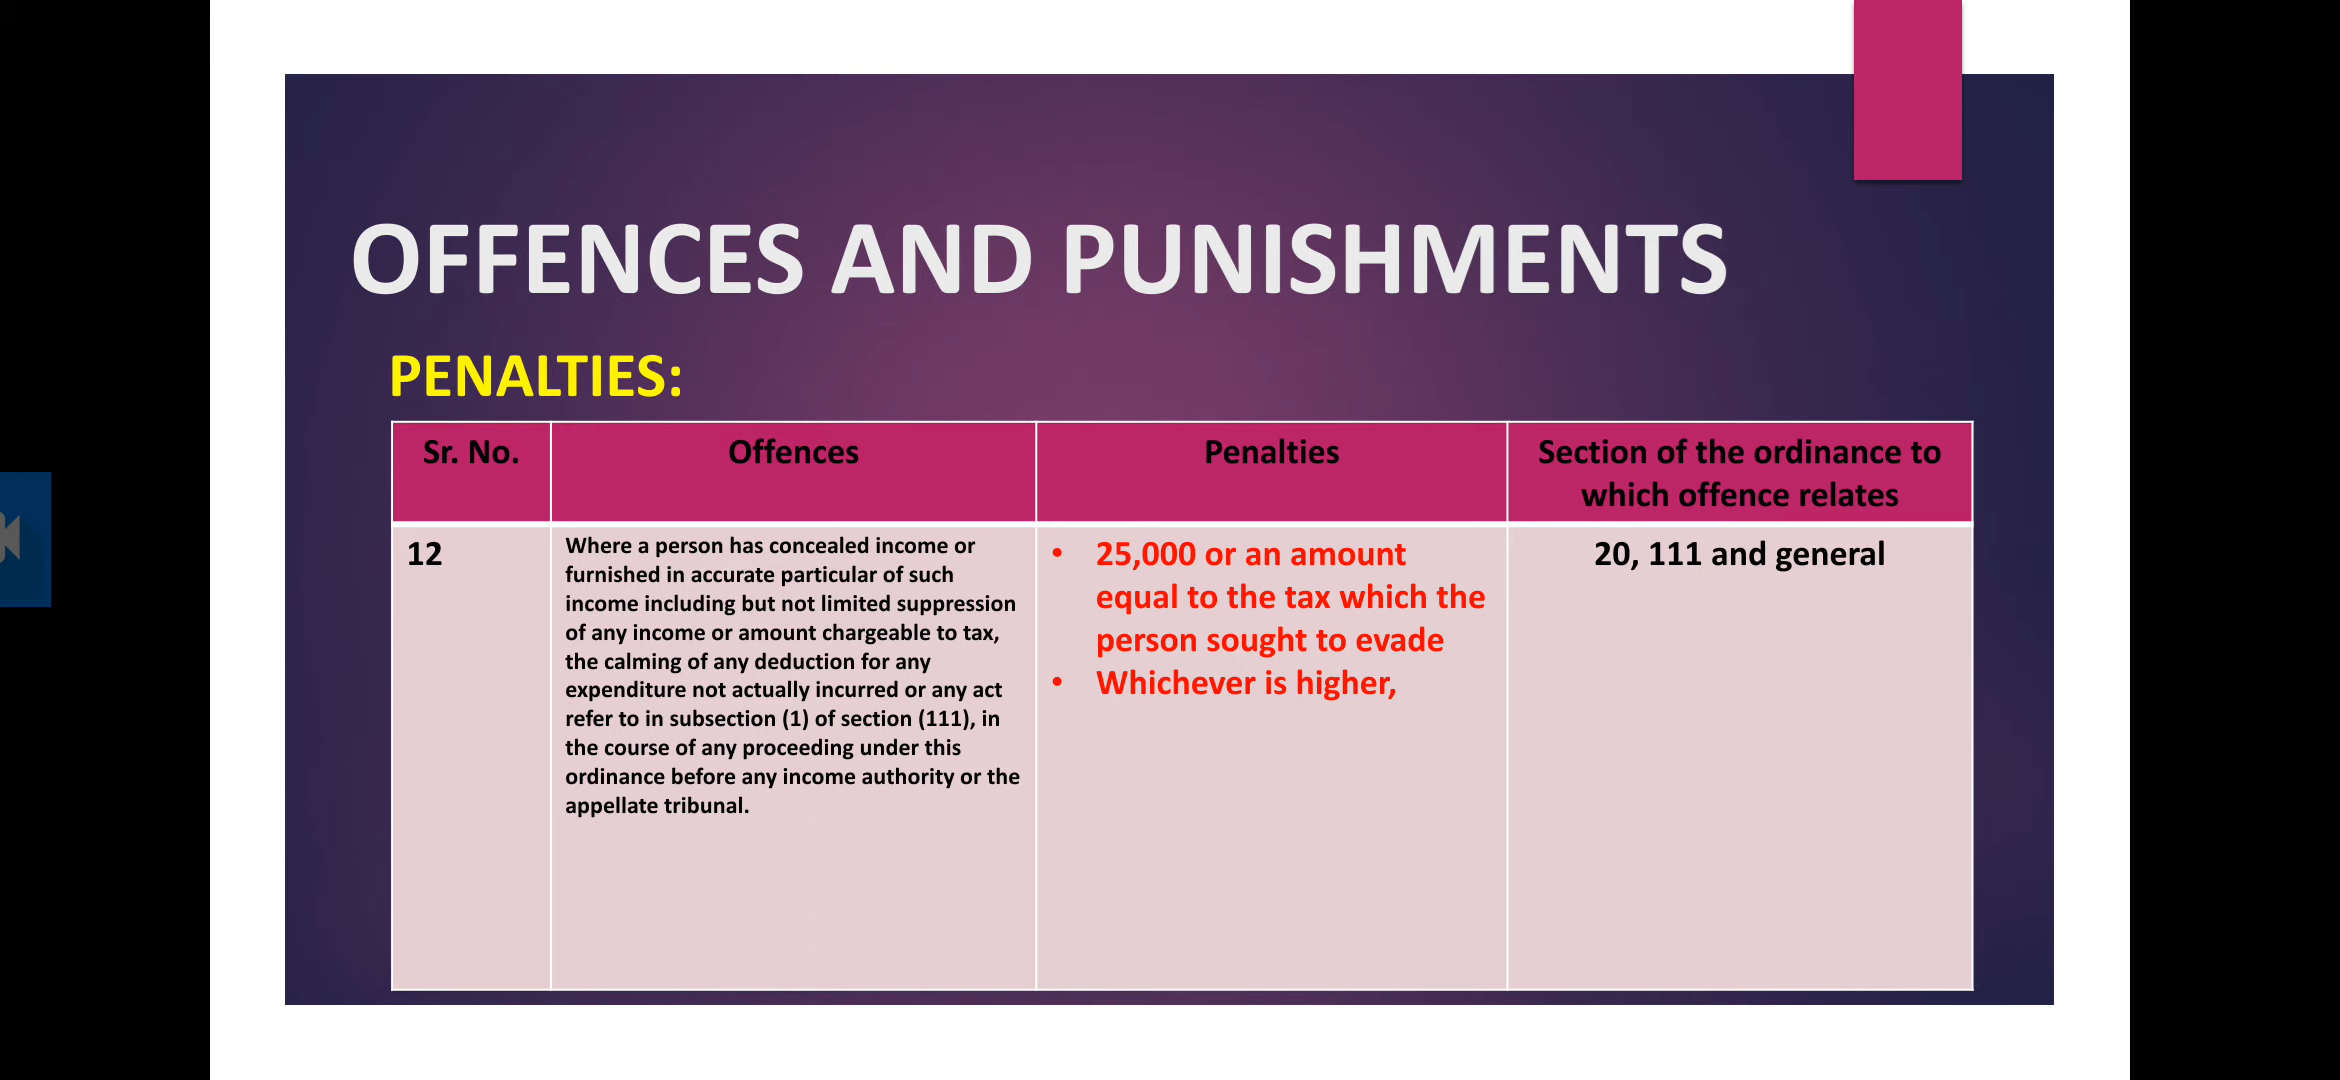 OFFENCES AND PUNISHMENTS
PENALTIES:
Sr. No.
Offences
Penalties
Section of the ordinance to
which offence relates
12
Where a person has concealed income or
furnished in accurate particular of such
income including but not limited suppression
of any income or amount chargeable to tax,
the calming of any deduction for any
expenditure not actually incurred or any act
refer to in subsection (1) of section (111), in
the course of any proceeding under this
ordinance before any income authority or the
appellate tribunal.
• 25,000 or an amount
equal to the tax which the
person sought to evade
• Whichever is higher,
20, 111 and general